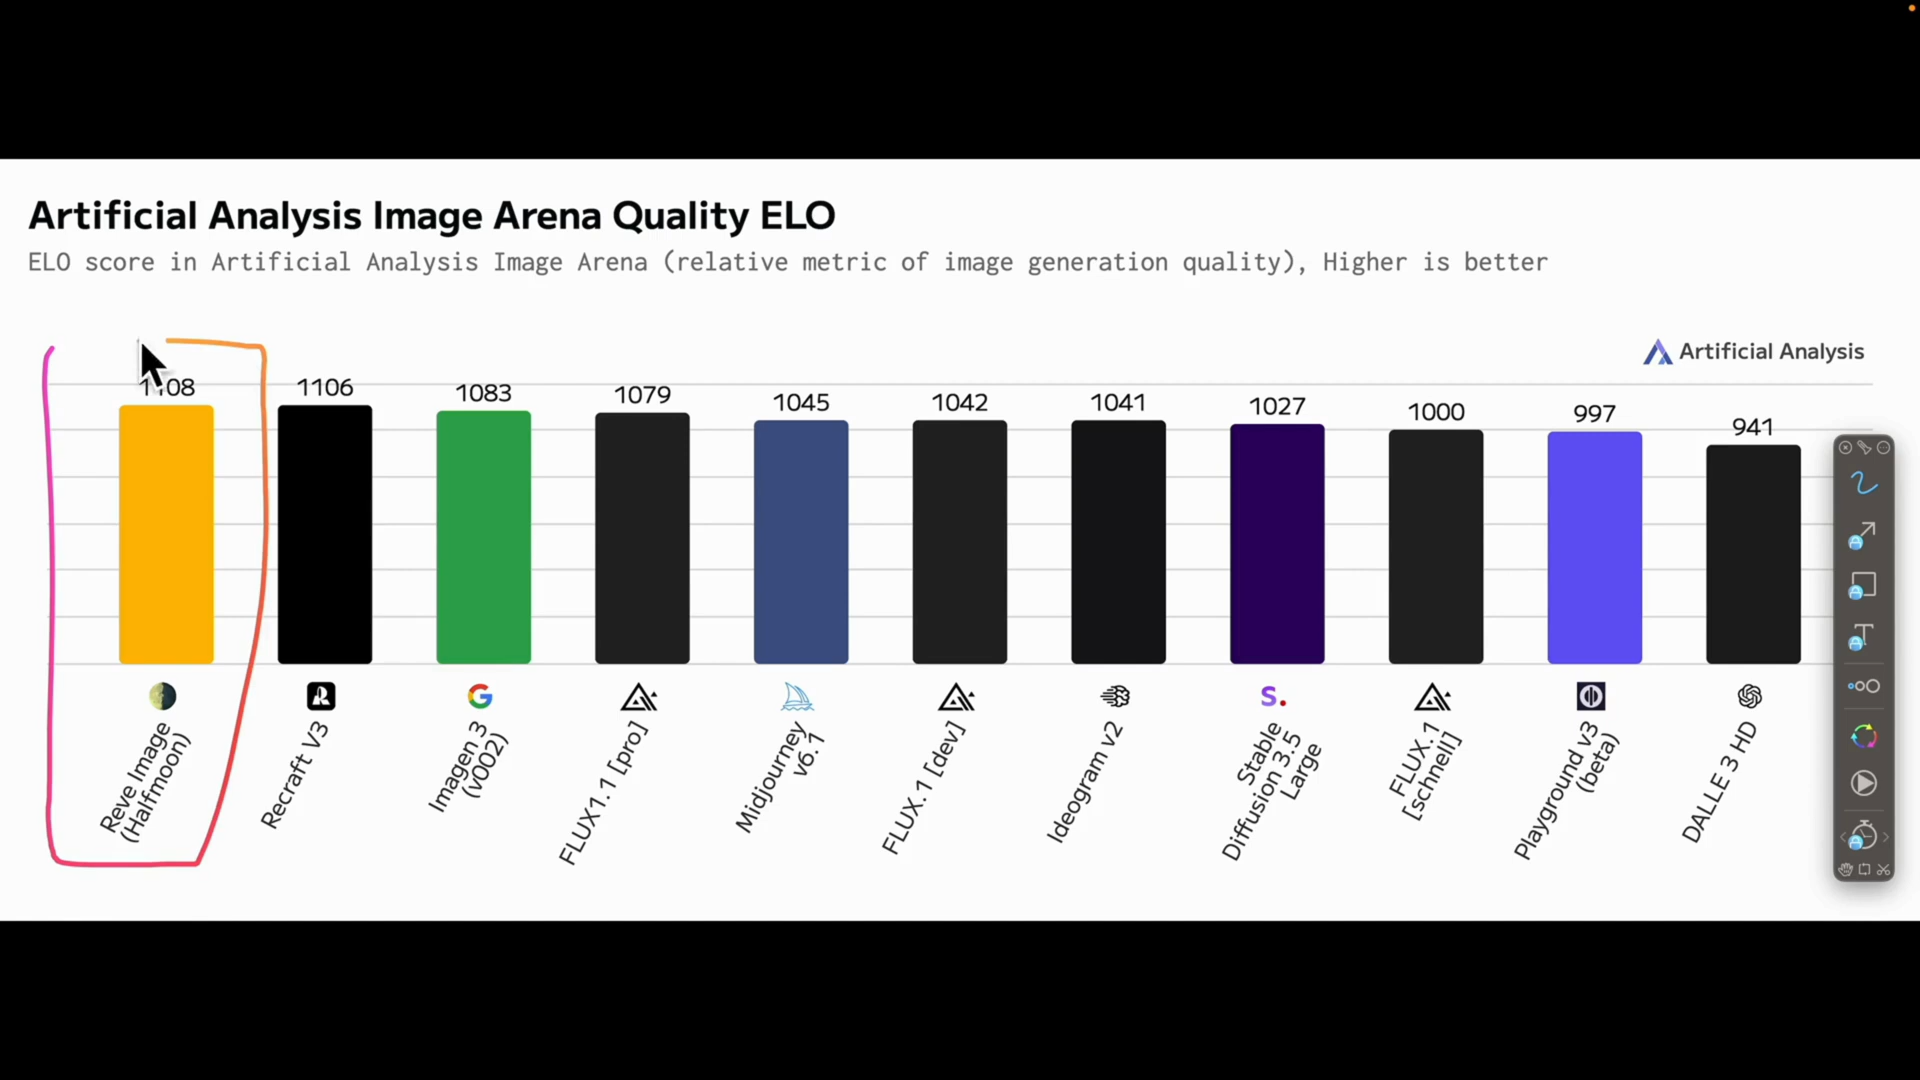 Artificial Analysis Image Arena Quality ELO
ELO score in Artificial Analysis Image Arena (relative metric of image generation quality), Higher is better
Artificial Analysis
1108
1106
1083
1079
1045
1042
1041
1027
1000
997
941
Reve Image
(Halfmoon)
Recraft V3
Imagen 3
(v002)
FLUX1.1 [pro]
Midjourney
v6.1
FLUX.1 [dev]
Ideogram v2
S.
Stable
Diffusion 3.5
Large
FLUX.1
[schnell]
Playground v3
(beta)
DALLE 3 HD